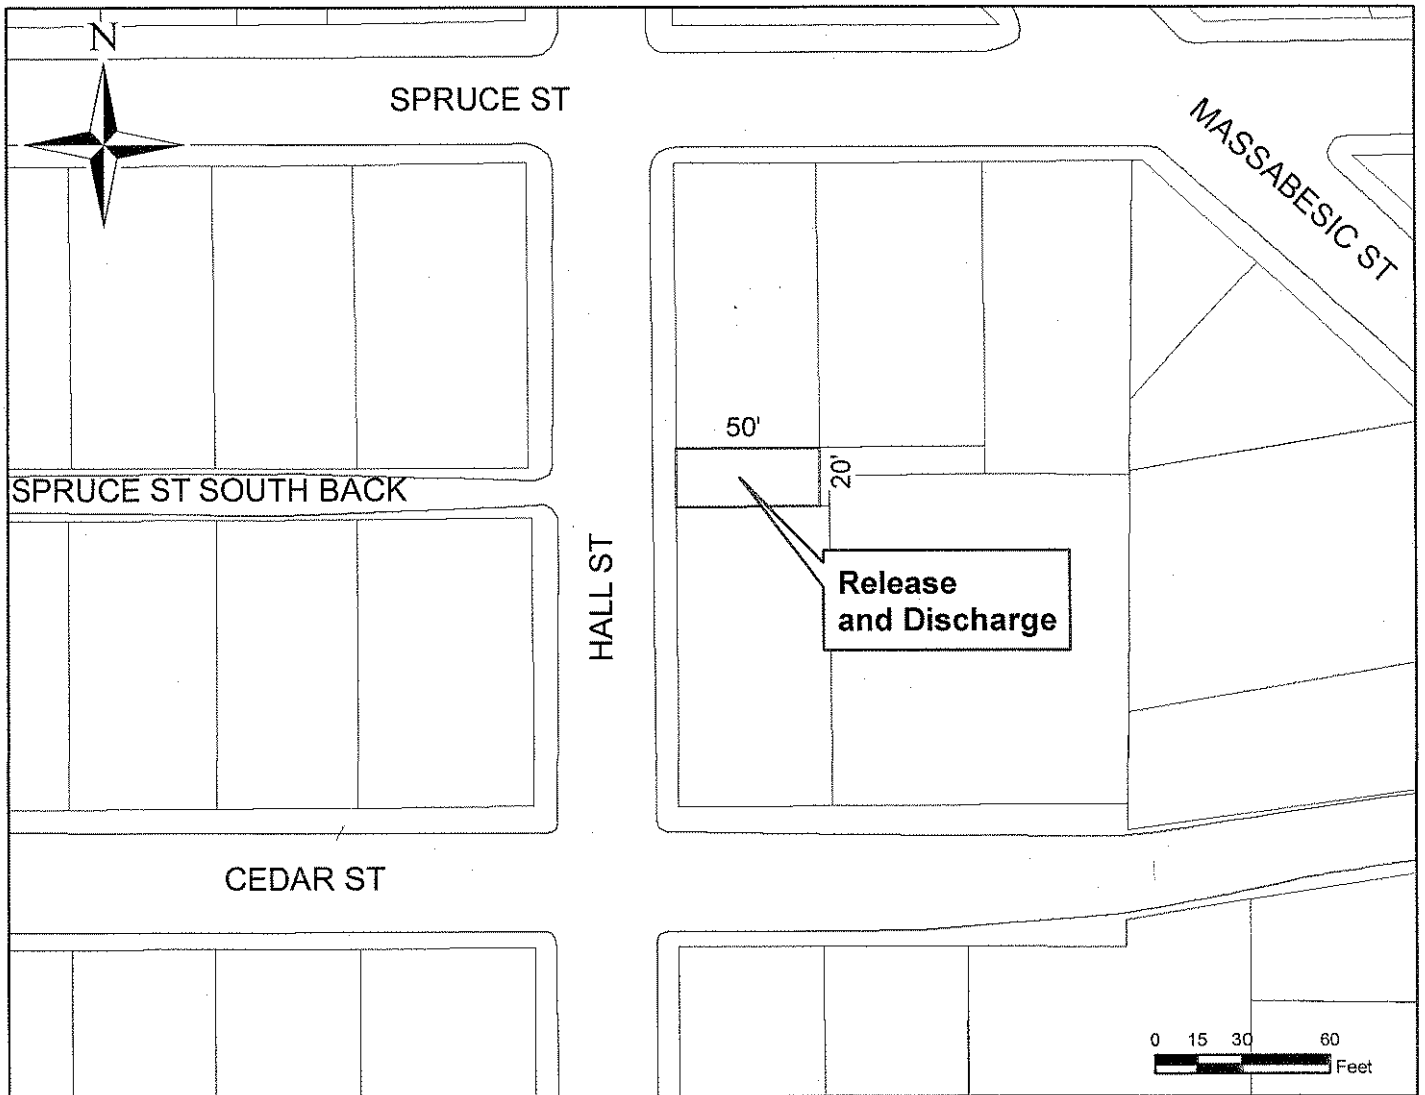 N
SPRUCE ST
MASSABESIC ST
50'
20'
SPRUCE ST SOUTH BACK
HALL ST
Release
and Discharge
CEDAR ST
0 15 30 60
Feet